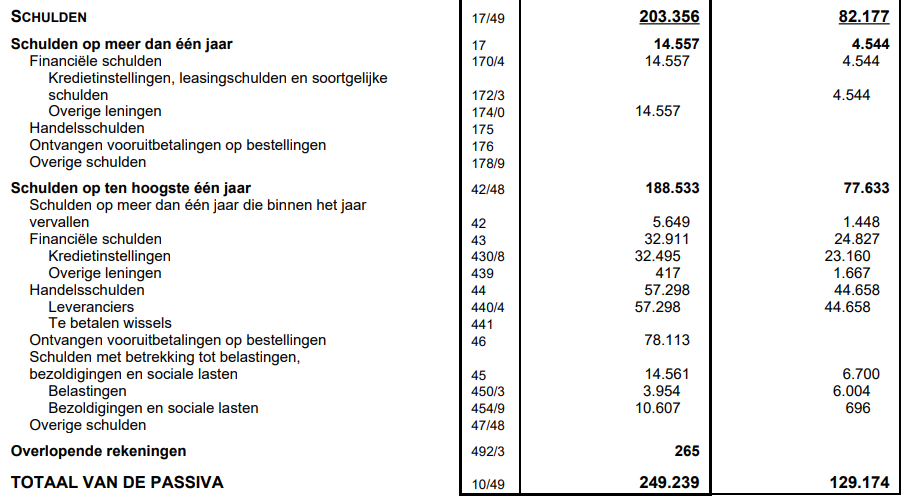 SCHULDEN 17/49 203.356 82.177
Schulden op meer dan één jaar 17 14.557 4.544
Financiële schulden 170/4 14.557 4.544
Kredietinstellingen, leasingschulden en soortgelijke
schulden 172/3 4.544
Overige leningen 174/0 14.557
Handelsschulden 175
Ontvangen vooruitbetalingen op bestellingen 176
Overige schulden 178/9
Schulden op ten hoogste één jaar 42/48 188.533 77.633
Schulden op meer dan één jaar die binnen het jaar
vervallen 42 5.649 1.448
Financiële schulden 43 32.911 24.827
Kredietinstellingen 430/8 32.495 23.160
Overige leningen 439 417 1.667
Handelsschulden 44 57.298 44.658
Leveranciers 440/4 57.298 44.658
Te betalen wissels 441
Ontvangen vooruitbetalingen op bestellingen 46 78.113
Schulden met betrekking tot belastingen,
bezoldigingen en sociale lasten 45 14.561 6.700
Belastingen 450/3 3.954 6.004
Bezoldigingen en sociale lasten 454/9 10.607 696
Overige schulden 47/48
Overlopende rekeningen 492/3 265
TOTAAL VAN DE PASSIVA 10/49 249.239 129.174